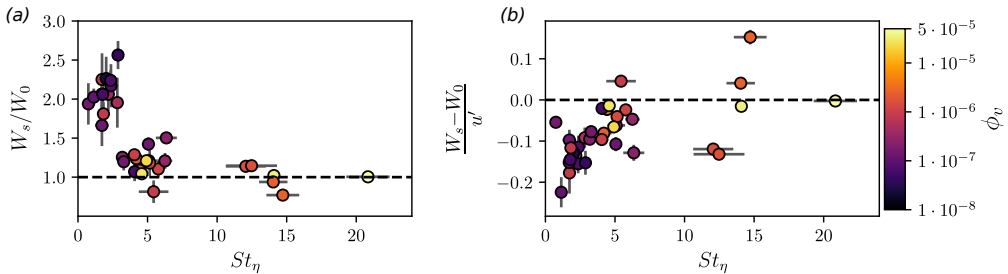 (a)
3.0
2.5
2.0
1.5
1.0
W_s/W_0
0
5
10
15
20
St_η
(b)
0.1
0.0
−0.1
−0.2
W_s−W_0
u′
0
5
10
15
20
St_η
5 · 10⁻⁵
1 · 10⁻⁵
1 · 10⁻⁶
1 · 10⁻⁷
1 · 10⁻⁸
ϕ_v